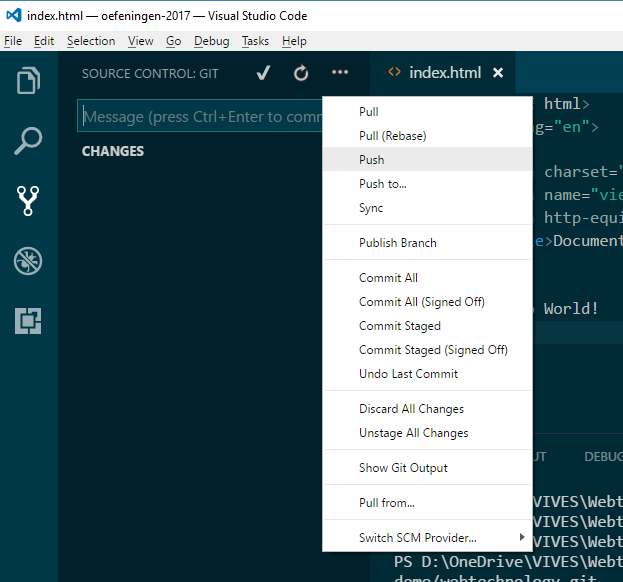 index.html — oefeningen-2017 — Visual Studio Code
File Edit Selection View Go Debug Tasks Help
SOURCE CONTROL: GIT
index.html
Message (press Ctrl+Enter to comm
CHANGES
Pull
Pull (Rebase)
Push
Push to...
Sync
Publish Branch
Commit All
Commit All (Signed Off)
Commit Staged
Commit Staged (Signed Off)
Undo Last Commit
Discard All Changes
Unstage All Changes
Show Git Output
Pull from...
Switch SCM Provider...
html>
g="en">
charset="
name="vie
http-equi
e>Document
World!
UT DEBUG
\VIVES\Webt
\VIVES\Webt
\VIVES\Webt
PS D:\OneDrive\VIVES\Webt
demo/webtechnology.git